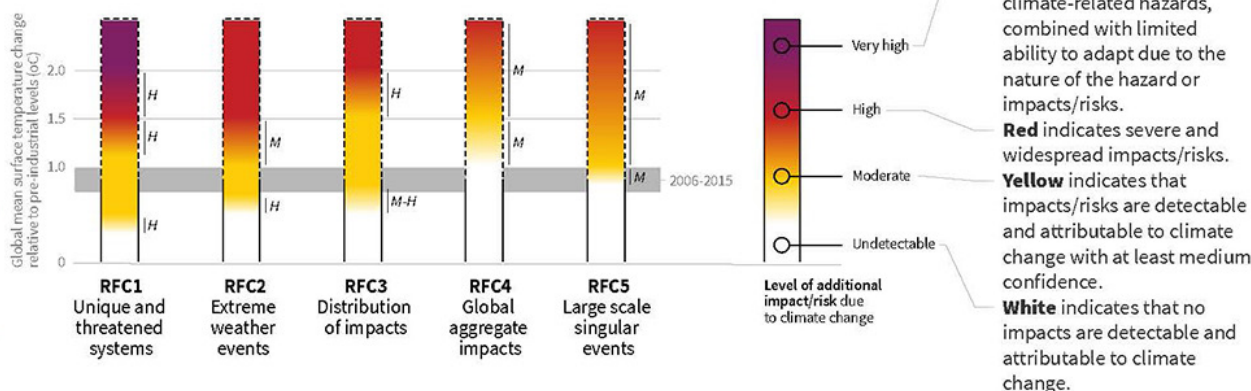 Global mean surface temperature change
relative to pre-industrial levels (oC)
2.0
1.5
1.0
0
H
H
H
M
H
H
M-H
M
M
M
M
2006-2015
RFC1
Unique and
threatened
systems
RFC2
Extreme
weather
events
RFC3
Distribution
of impacts
RFC4
Global
aggregate
impacts
RFC5
Large scale
singular
events
Very high
High
Moderate
Undetectable
Level of additional
impact/risk due
to climate change
climate-related hazards,
combined with limited
ability to adapt due to the
nature of the hazard or
impacts/risks.
Red indicates severe and
widespread impacts/risks.
Yellow indicates that
impacts/risks are detectable
and attributable to climate
change with at least medium
confidence.
White indicates that no
impacts are detectable and
attributable to climate
change.